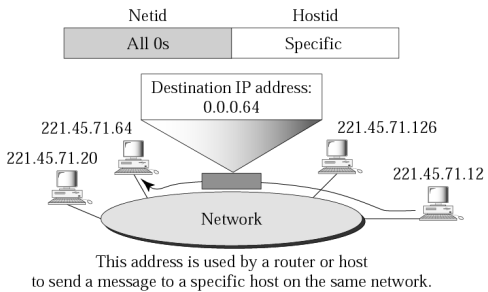 Netid Hostid
All 0s Specific
Destination IP address:
0.0.0.64
221.45.71.64
221.45.71.126
221.45.71.20
221.45.71.12
Network
This address is used by a router or host
to send a message to a specific host on the same network.